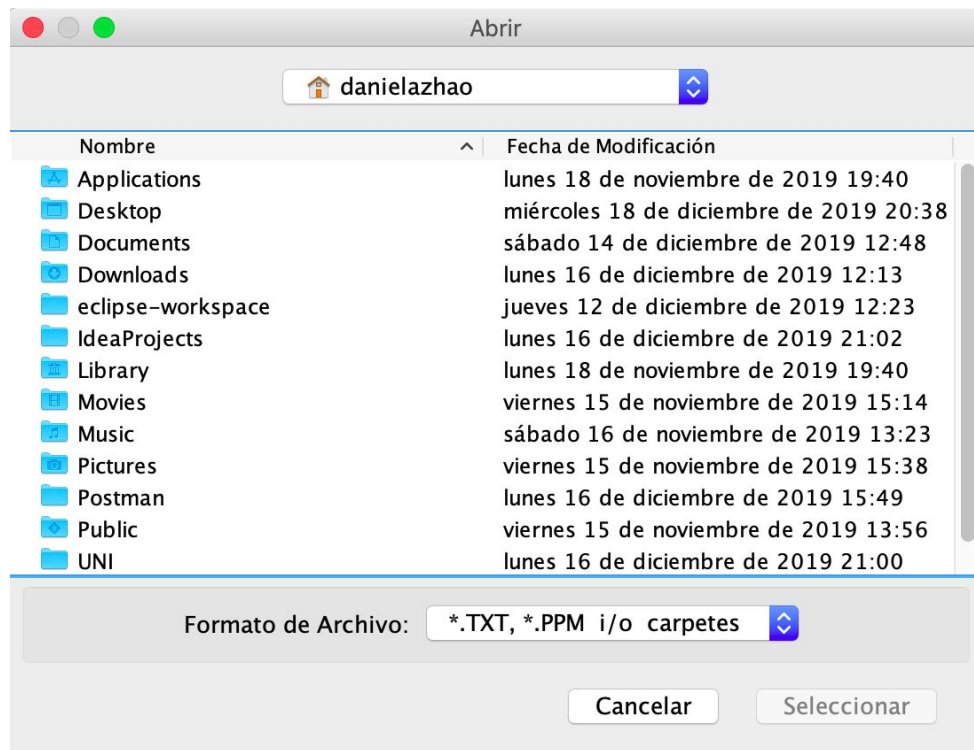 Abrir
danielazhao
Nombre Fecha de Modificación
Applications lunes 18 de noviembre de 2019 19:40
Desktop miércoles 18 de diciembre de 2019 20:38
Documents sábado 14 de diciembre de 2019 12:48
Downloads lunes 16 de diciembre de 2019 12:13
eclipse-workspace jueves 12 de diciembre de 2019 12:23
IdeaProjects lunes 16 de diciembre de 2019 21:02
Library lunes 18 de noviembre de 2019 19:40
Movies viernes 15 de noviembre de 2019 15:14
Music sábado 16 de noviembre de 2019 13:23
Pictures viernes 15 de noviembre de 2019 15:38
Postman lunes 16 de diciembre de 2019 15:49
Public viernes 15 de noviembre de 2019 13:56
UNI lunes 16 de diciembre de 2019 21:00
Formato de Archivo: *.TXT, *.PPM i/o carpetes
Cancelar Seleccionar